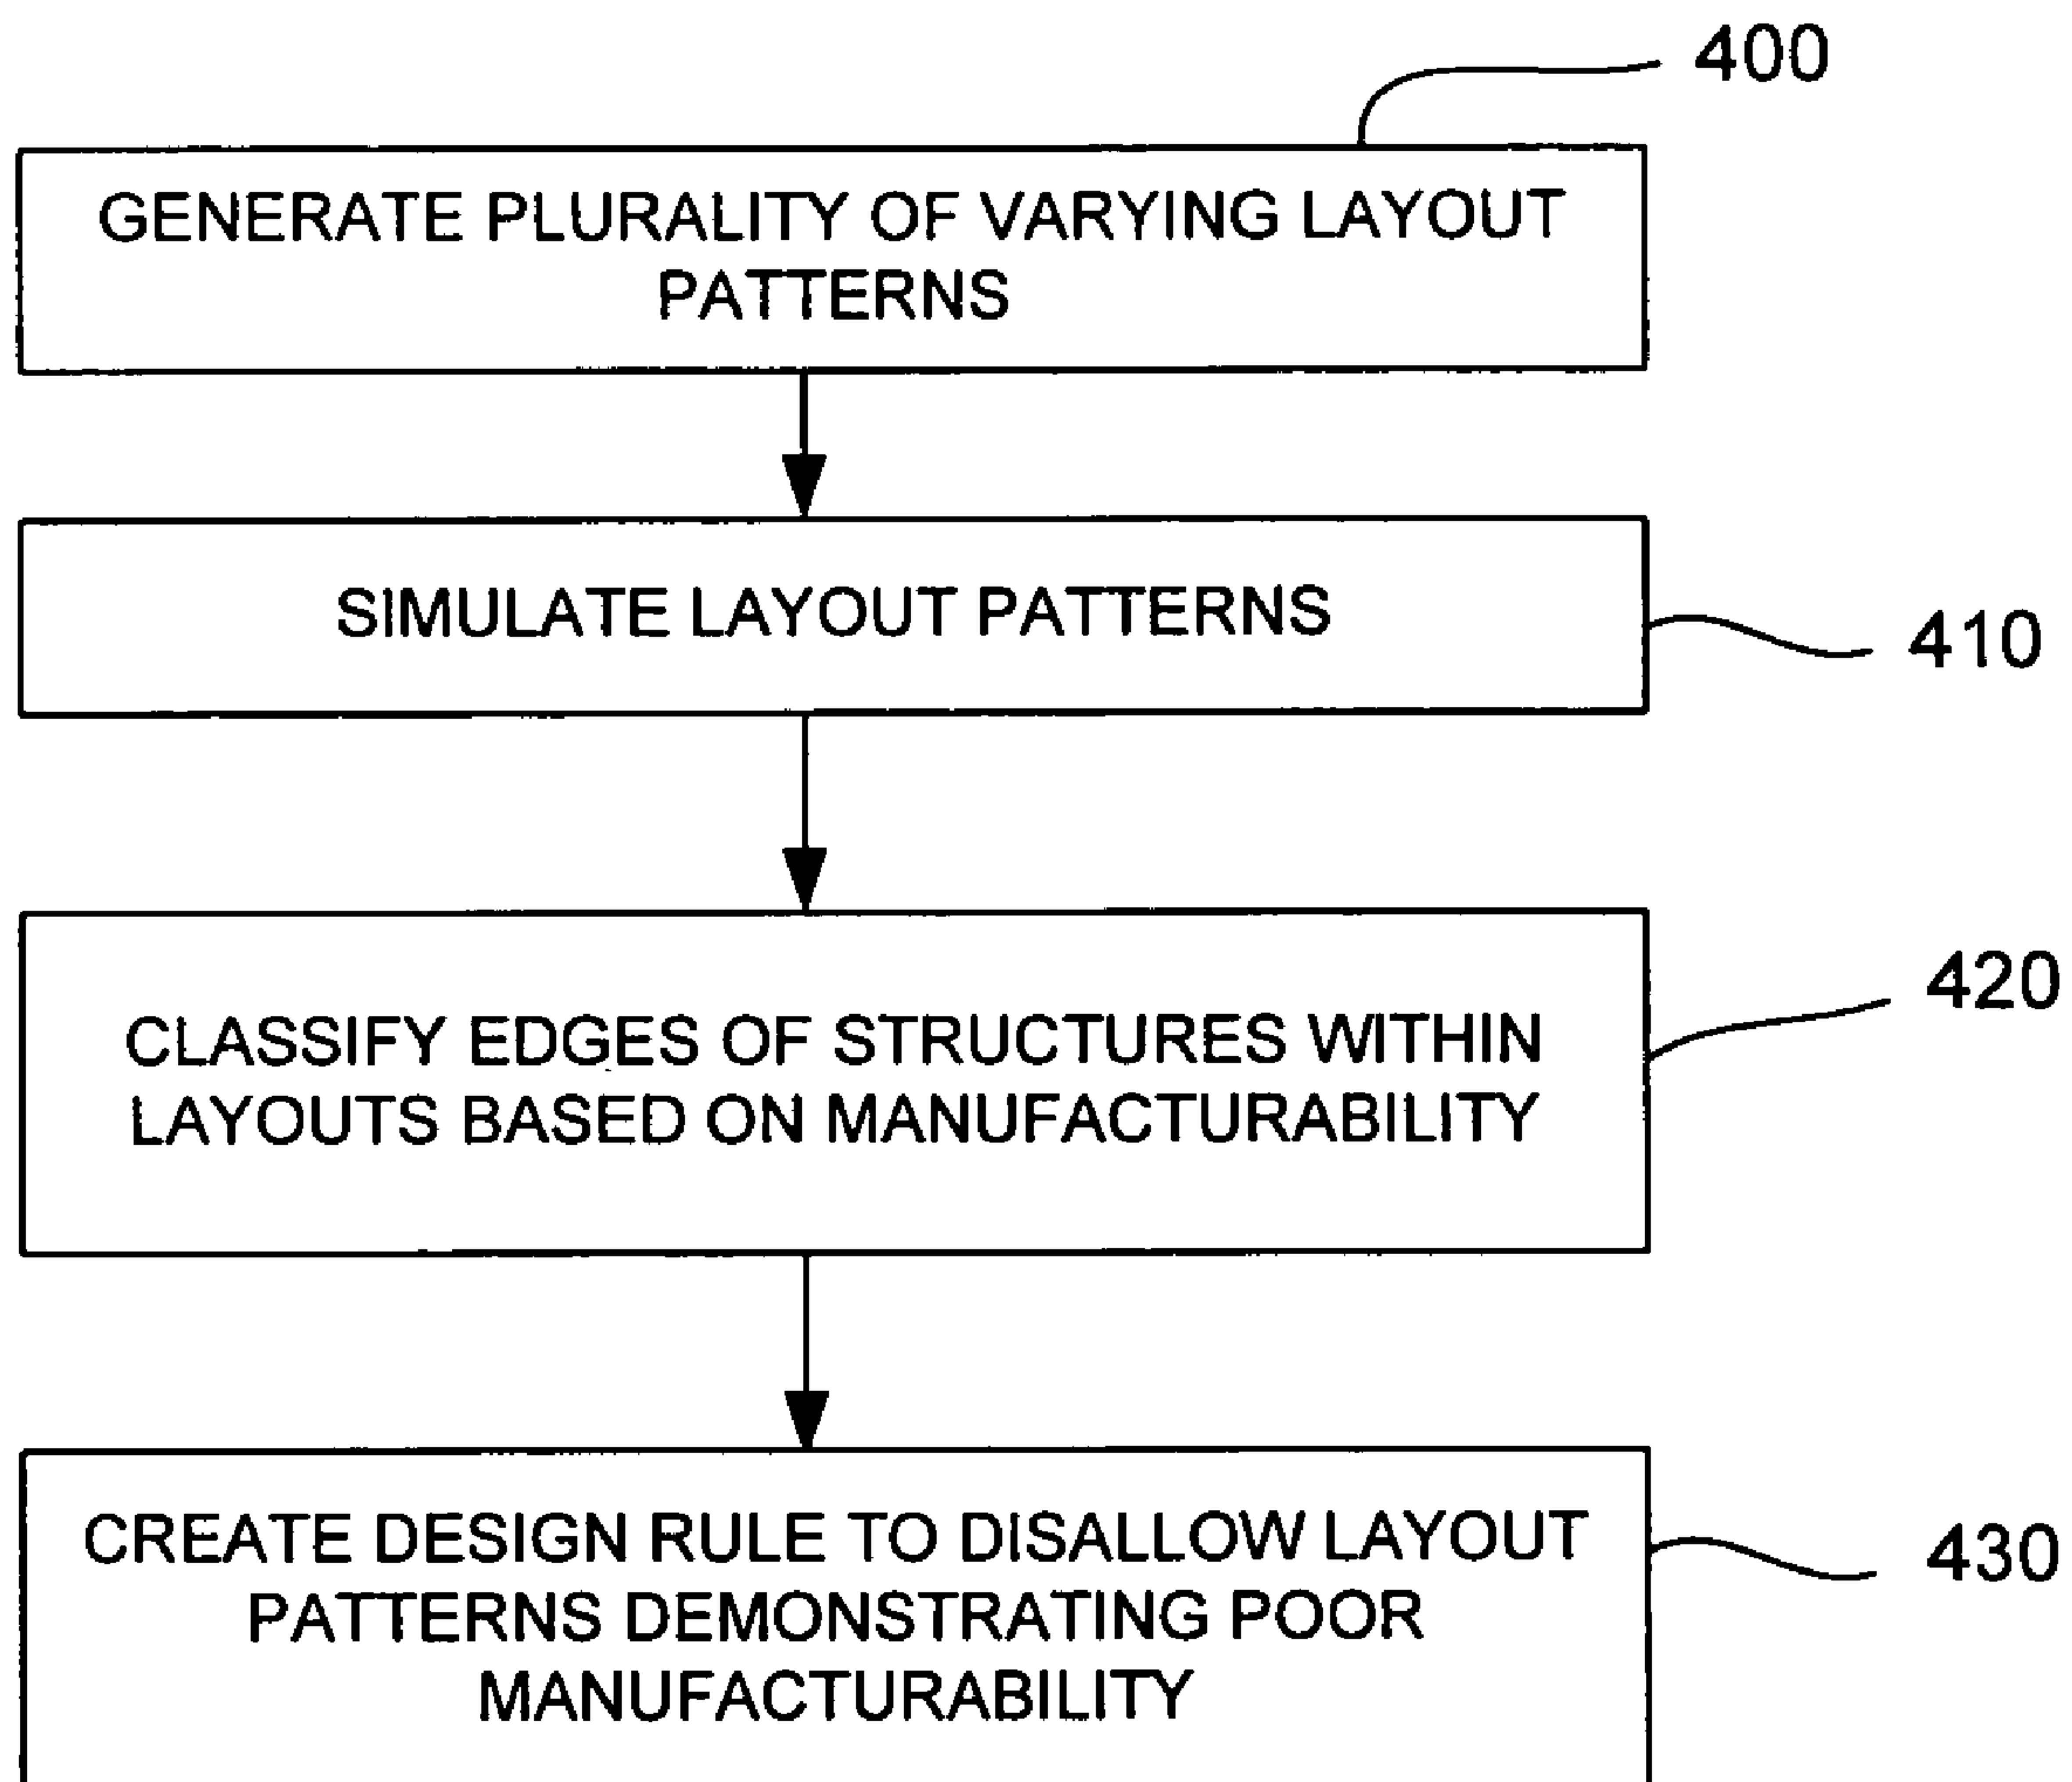 400
GENERATE PLURALITY OF VARYING LAYOUT
PATTERNS
SIMULATE LAYOUT PATTERNS
410
420
CLASSIFY EDGES OF STRUCTURES WITHIN
LAYOUTS BASED ON MANUFACTURABILITY
CREATE DESIGN RULE TO DISALLOW LAYOUT
430
PATTERNS DEMONSTRATING POOR
MANUFACTURABILITY